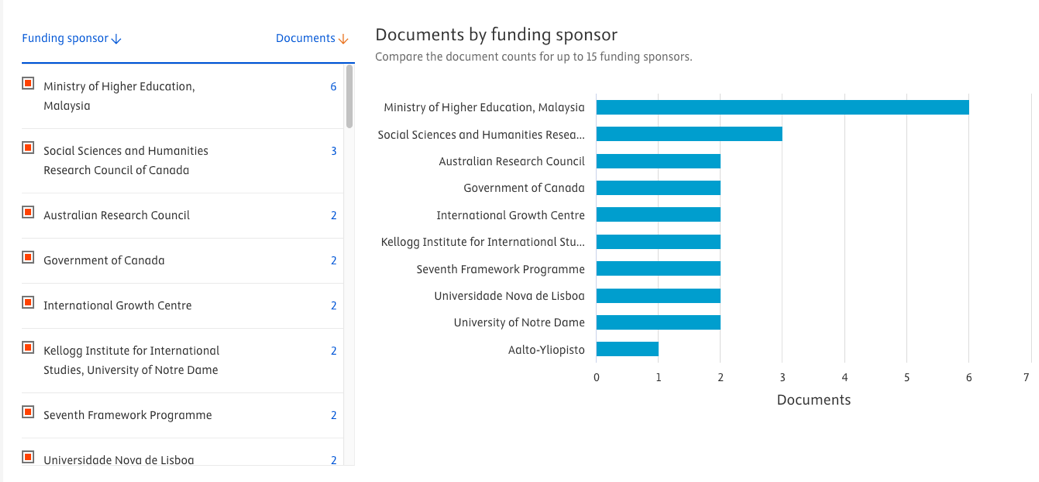 Funding sponsor
Documents
Ministry of Higher Education,
Malaysia
6
Social Sciences and Humanities
Research Council of Canada
3
Australian Research Council
2
Government of Canada
2
International Growth Centre
2
Kellogg Institute for International
Studies, University of Notre Dame
2
Seventh Framework Programme
2
Universidade Nova de Lisboa
2
Documents by funding sponsor
Compare the document counts for up to 15 funding sponsors.
Ministry of Higher Education, Malaysia
Social Sciences and Humanities Resea...
Australian Research Council
Government of Canada
International Growth Centre
Kellogg Institute for International Stu...
Seventh Framework Programme
Universidade Nova de Lisboa
University of Notre Dame
Aalto-Yliopisto
0 1 2 3 4 5 6 7
Documents